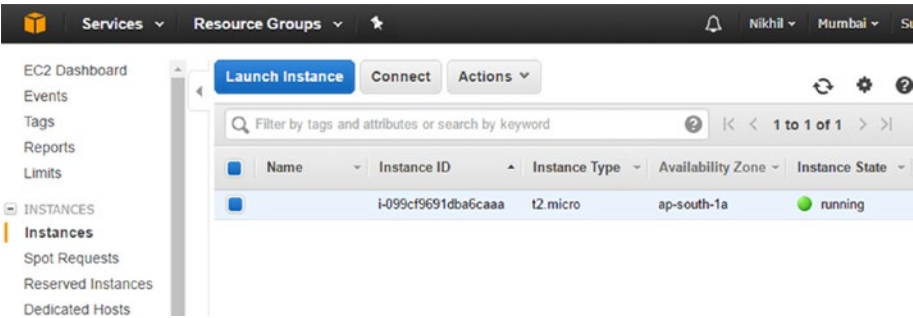 Services Resource Groups Nikhil Mumbai Su
EC2 Dashboard
Events
Tags
Reports
Limits
INSTANCES
Instances
Spot Requests
Reserved Instances
Dedicated Hosts
Launch Instance Connect Actions
Filter by tags and attributes or search by keyword 1 to 1 of 1
Name Instance ID Instance Type Availability Zone Instance State
i-099cf9691dba6caaa t2.micro ap-south-1a running